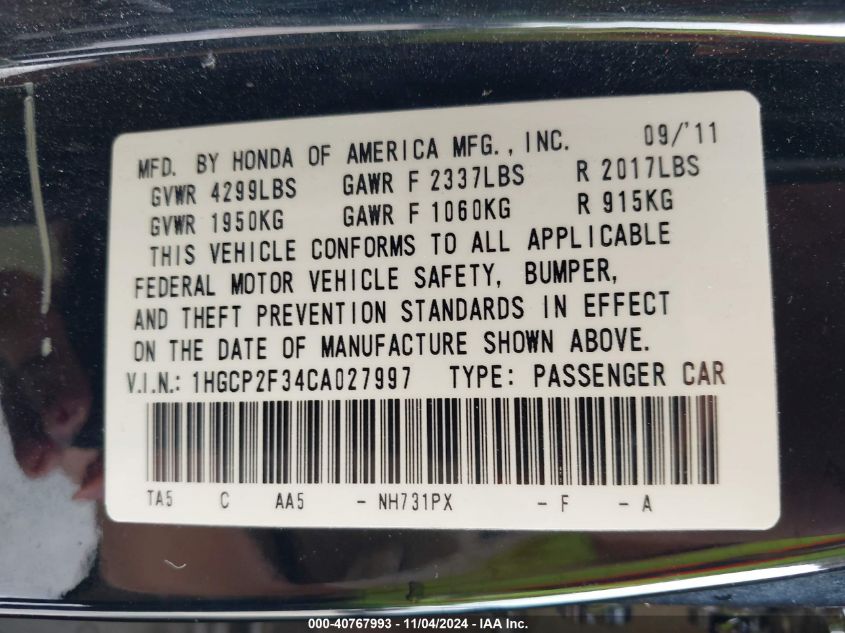 MFD. BY HONDA OF AMERICA MFG., INC. 09/'11
GVWR 4299LBS GAWR F 2337LBS R 2017LBS
GVWR 1950KG GAWR F 1060KG R 915KG
THIS VEHICLE CONFORMS TO ALL APPLICABLE
FEDERAL MOTOR VEHICLE SAFETY, BUMPER,
AND THEFT PREVENTION STANDARDS IN EFFECT
ON THE DATE OF MANUFACTURE SHOWN ABOVE.
V.I.N.: 1HGCP2F34CA027997 TYPE: PASSENGER CAR
TA5 C AA5 - NH731PX - F - A
000-40767993 - 11/04/2024 - IAA Inc.